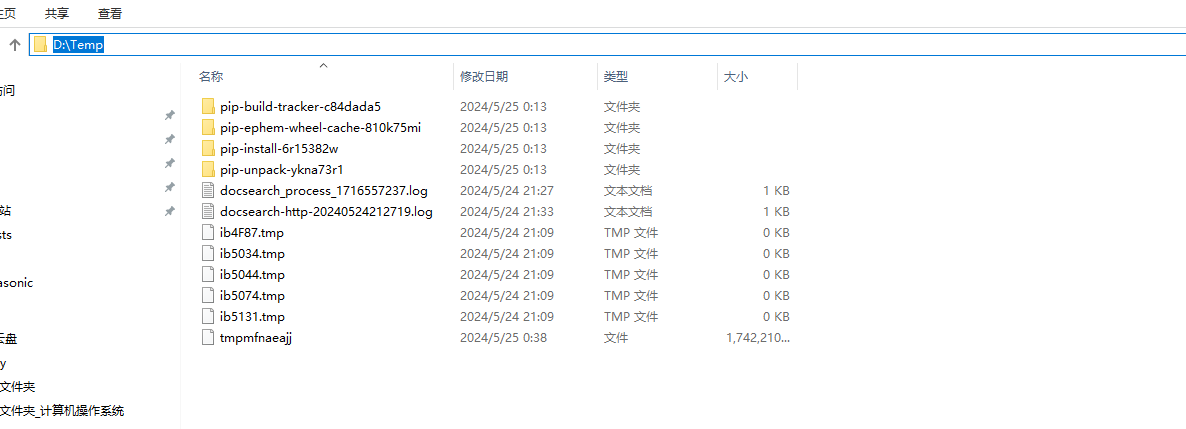 主页 共享 查看
D:\Temp
名称 修改日期 类型 大小
访问
pip-build-tracker-c84dada5 2024/5/25 0:13 文件夹
pip-ephem-wheel-cache-810k75mi 2024/5/25 0:13 文件夹
pip-install-6r15382w 2024/5/25 0:13 文件夹
pip-unpack-ykna73r1 2024/5/25 0:13 文件夹
docsearch_process_1716557237.log 2024/5/24 21:27 文本文档 1 KB
站 docsearch-http-20240524212719.log 2024/5/24 21:33 文本文档 1 KB
sts ib4F87.tmp 2024/5/24 21:09 TMP 文件 0 KB
ib5034.tmp 2024/5/24 21:09 TMP 文件 0 KB
asonic ib5044.tmp 2024/5/24 21:09 TMP 文件 0 KB
ib5074.tmp 2024/5/24 21:09 TMP 文件 0 KB
ib5131.tmp 2024/5/24 21:09 TMP 文件 0 KB
云盘 tmpmfnaeajj 2024/5/25 0:38 文件 1,742,210...
y
文件夹
文件夹_计算机操作系统